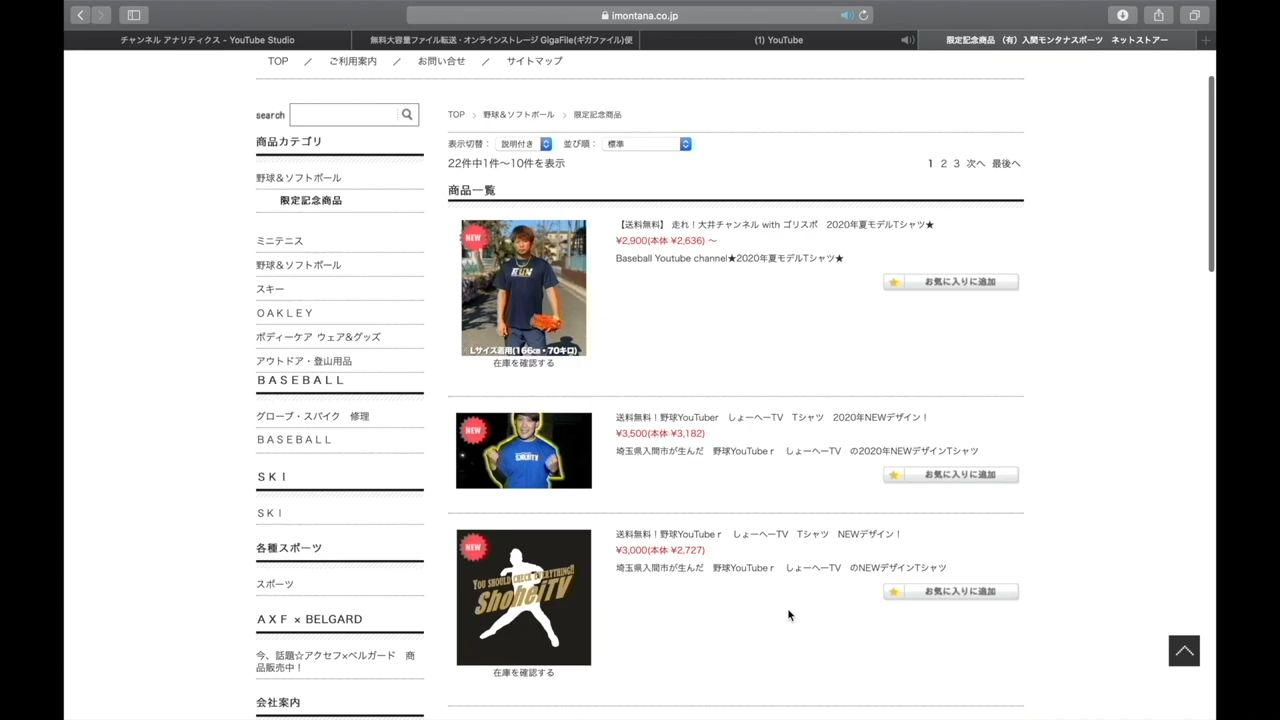 imontana.co.jp
チャンネル アナリティクス - YouTube Studio
無料大容量ファイル転送・オンラインストレージ GigaFile(ギガファイル)便
(1) YouTube
限定記念商品 （有）入間モンタナスポーツ　ネットストアー
TOP ／ ご利用案内 ／ お問い合せ ／ サイトマップ
search
TOP > 野球＆ソフトボール > 限定記念商品
商品カテゴリ
野球＆ソフトボール
限定記念商品
ミニテニス
野球＆ソフトボール
スキー
ＯＡＫＬＥＹ
ボディーケア ウェア&グッズ
アウトドア・登山用品
ＢＡＳＥＢＡＬＬ
グローブ・スパイク　修理
ＢＡＳＥＢＡＬＬ
ＳＫＩ
ＳＫＩ
各種スポーツ
スポーツ
ＡＸＦ × BELGARD
今、話題☆アクセフ×ベルガード　商
品販売中！
会社案内
表示切替： 説明付き 並び順： 標準
22件中1件～10件を表示
1 2 3 次へ 最後へ
商品一覧
NEW
RUN
Lサイズ着用(166㎝・70キロ)
在庫を確認する
【送料無料】 走れ！大井チャンネル with ゴリスポ　2020年夏モデルTシャツ★
¥2,900(本体 ¥2,636) ～
Baseball Youtube channel★2020年夏モデルTシャツ★
お気に入りに追加
NEW
SHOHEITV
送料無料！野球YouTuber　しょーへーTV　Tシャツ　2020年NEWデザイン！
¥3,500(本体 ¥3,182)
埼玉県入間市が生んだ　野球YouTubeｒ　しょーへーTV　の2020年NEWデザインTシャツ
お気に入りに追加
NEW
YOU SHOULD CHECK EVERYTHING!!
ShoheiTV
在庫を確認する
送料無料！野球YouTubeｒ　しょーへーTV　Tシャツ　NEWデザイン！
¥3,000(本体 ¥2,727)
埼玉県入間市が生んだ　野球YouTubeｒ　しょーへーTV　のNEWデザインTシャツ
お気に入りに追加